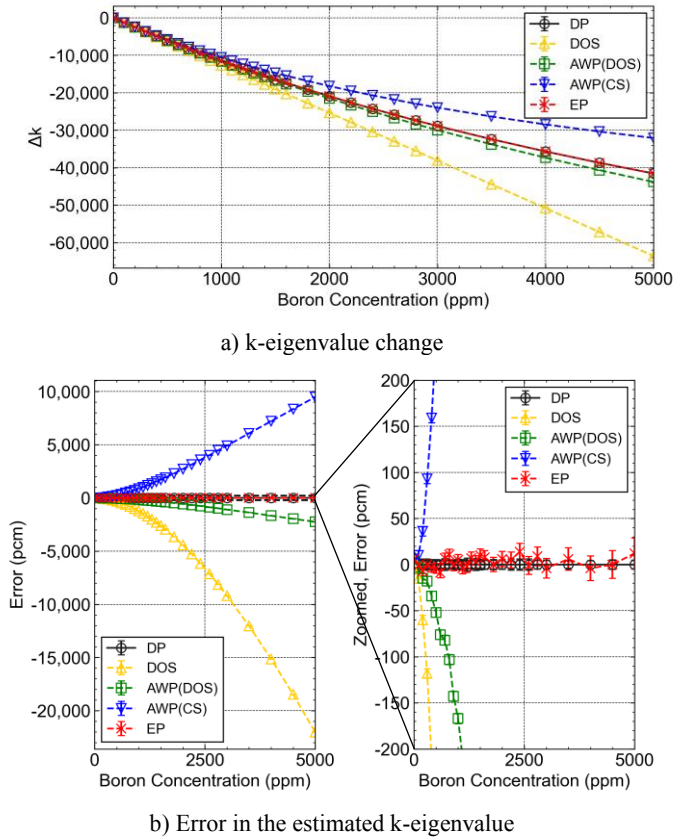 0
-10,000
-20,000
-30,000
-40,000
-50,000
-60,000
Δk
DP
DOS
AWP(DOS)
AWP(CS)
EP
0 1000 2000 3000 4000 5000
Boron Concentration (ppm)
a) k-eigenvalue change
10,000
5,000
0
-5,000
-10,000
-15,000
-20,000
Error (pcm)
DP
DOS
AWP(DOS)
AWP(CS)
EP
0 2500 5000
Boron Concentration (ppm)
200
150
100
50
0
-50
-100
-150
-200
Zoomed, Error (pcm)
DP
DOS
AWP(DOS)
AWP(CS)
EP
0 2500 5000
Boron Concentration (ppm)
b) Error in the estimated k-eigenvalue